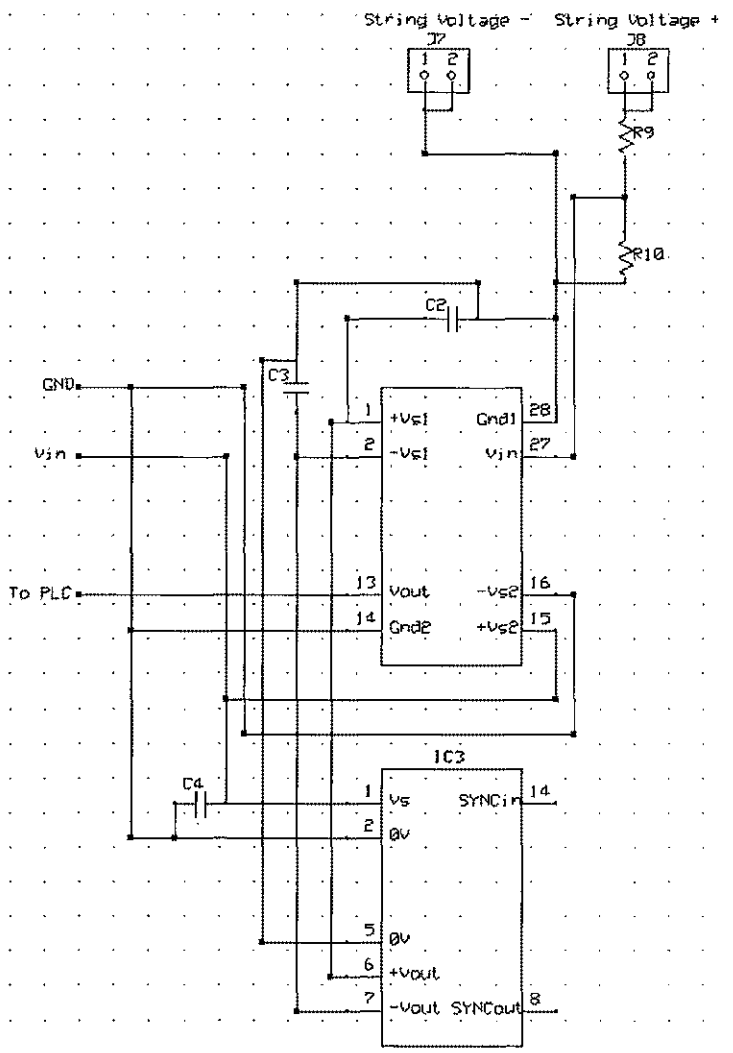 String Voltage - String Voltage +
J7 J8
1 2 1 2
R9
R10
C2
C3
GND 1 +Vs1 Gnd1 28
Vin 2 -Vs1 Vin 27
To PLC 13 Vout -Vs2 16
14 Gnd2 +Vs2 15
IC3
C4
1 Vs SYNCin 14
2 0V
5 0V
6 +Vout
7 -Vout SYNCout 8